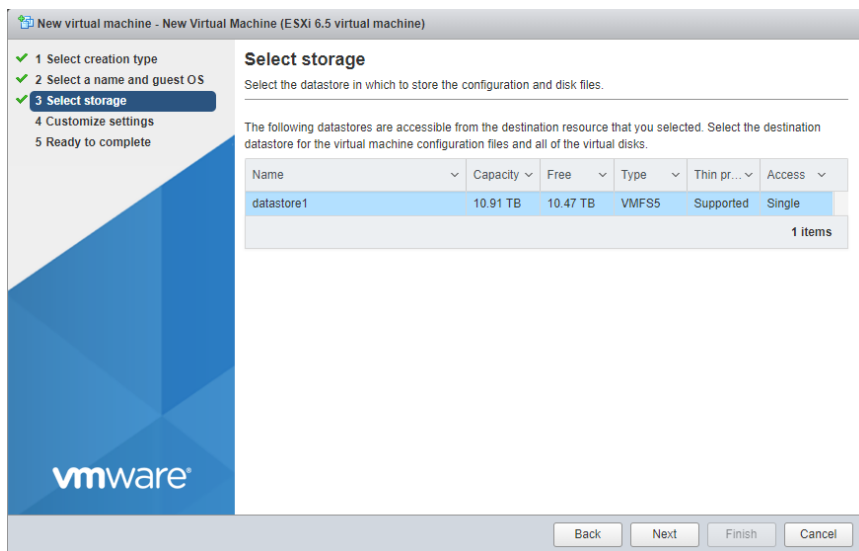 New virtual machine - New Virtual Machine (ESXi 6.5 virtual machine)
1 Select creation type
2 Select a name and guest OS
3 Select storage
4 Customize settings
5 Ready to complete
vmware®
Select storage
Select the datastore in which to store the configuration and disk files.
The following datastores are accessible from the destination resource that you selected. Select the destination
datastore for the virtual machine configuration files and all of the virtual disks.
Name Capacity Free Type Thin pr... Access
datastore1 10.91 TB 10.47 TB VMFS5 Supported Single
1 items
Back Next Finish Cancel